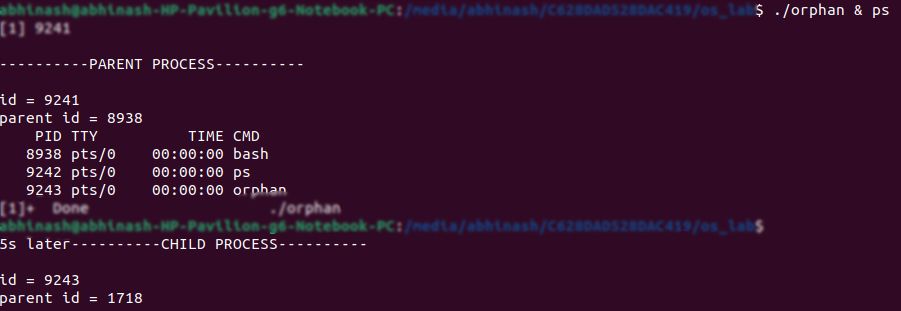 abhinash@abhinash-HP-Pavilion-g6-Notebook-PC:/media/abhinash/C628DAD528DAC419/os_lab$ ./orphan & ps
[1] 9241
----------PARENT PROCESS----------
id = 9241
parent id = 8938
    PID TTY          TIME CMD
   8938 pts/0    00:00:00 bash
   9242 pts/0    00:00:00 ps
   9243 pts/0    00:00:00 orphan
[1]+  Done                    ./orphan
abhinash@abhinash-HP-Pavilion-g6-Notebook-PC:/media/abhinash/C628DAD528DAC419/os_lab$
5s later----------CHILD PROCESS----------
id = 9243
parent id = 1718